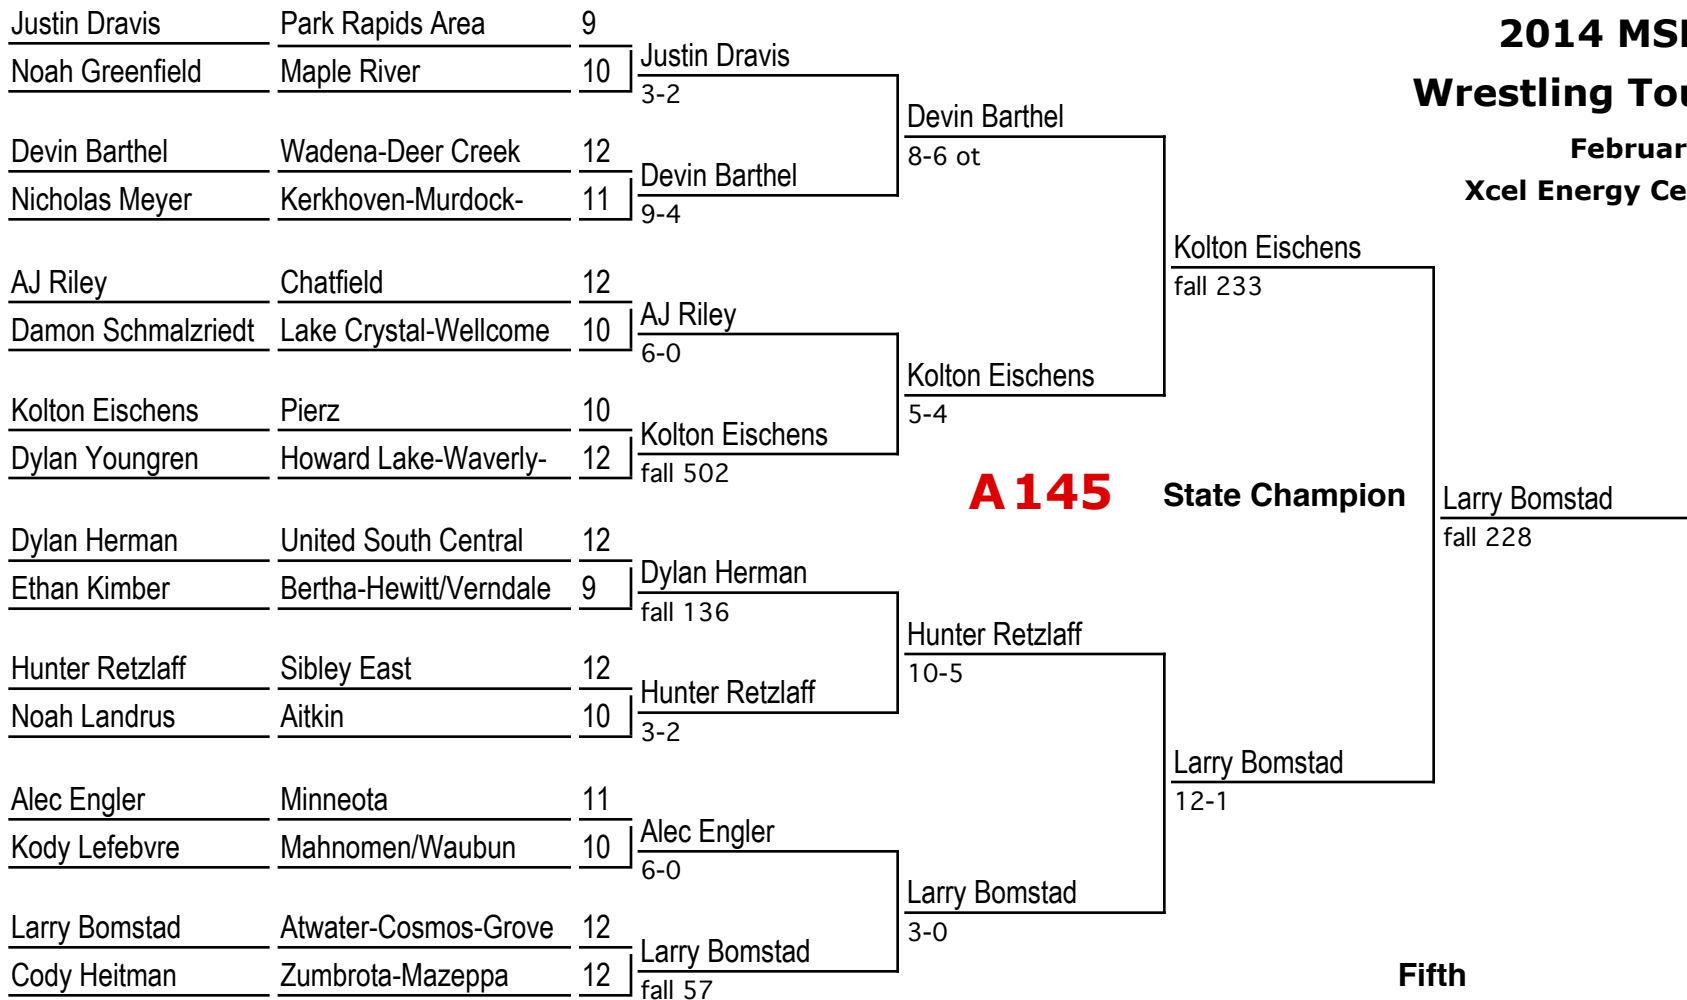 Justin Dravis Park Rapids Area 9
Noah Greenfield Maple River 10
Devin Barthel Wadena-Deer Creek 12
Nicholas Meyer Kerkhoven-Murdock- 11
AJ Riley Chatfield 12
Damon Schmalzriedt Lake Crystal-Wellcome 10
Kolton Eischens Pierz 10
Dylan Youngren Howard Lake-Waverly- 12
Dylan Herman United South Central 12
Ethan Kimber Bertha-Hewitt/Verndale 9
Hunter Retzlaff Sibley East 12
Noah Landrus Aitkin 10
Alec Engler Minneota 11
Kody Lefebvre Mahnomen/Waubun 10
Larry Bomstad Atwater-Cosmos-Grove 12
Cody Heitman Zumbrota-Mazeppa 12
Justin Dravis
3-2
Devin Barthel
9-4
AJ Riley
6-0
Kolton Eischens
fall 502
Dylan Herman
fall 136
Hunter Retzlaff
3-2
Alec Engler
6-0
Larry Bomstad
fall 57
Devin Barthel
8-6 ot
Kolton Eischens
5-4
Hunter Retzlaff
10-5
Larry Bomstad
3-0
Kolton Eischens
fall 233
Larry Bomstad
12-1
A 145 State Champion
Larry Bomstad
fall 228
2014 MS
Wrestling To
Februar
Xcel Energy Ce
Fifth